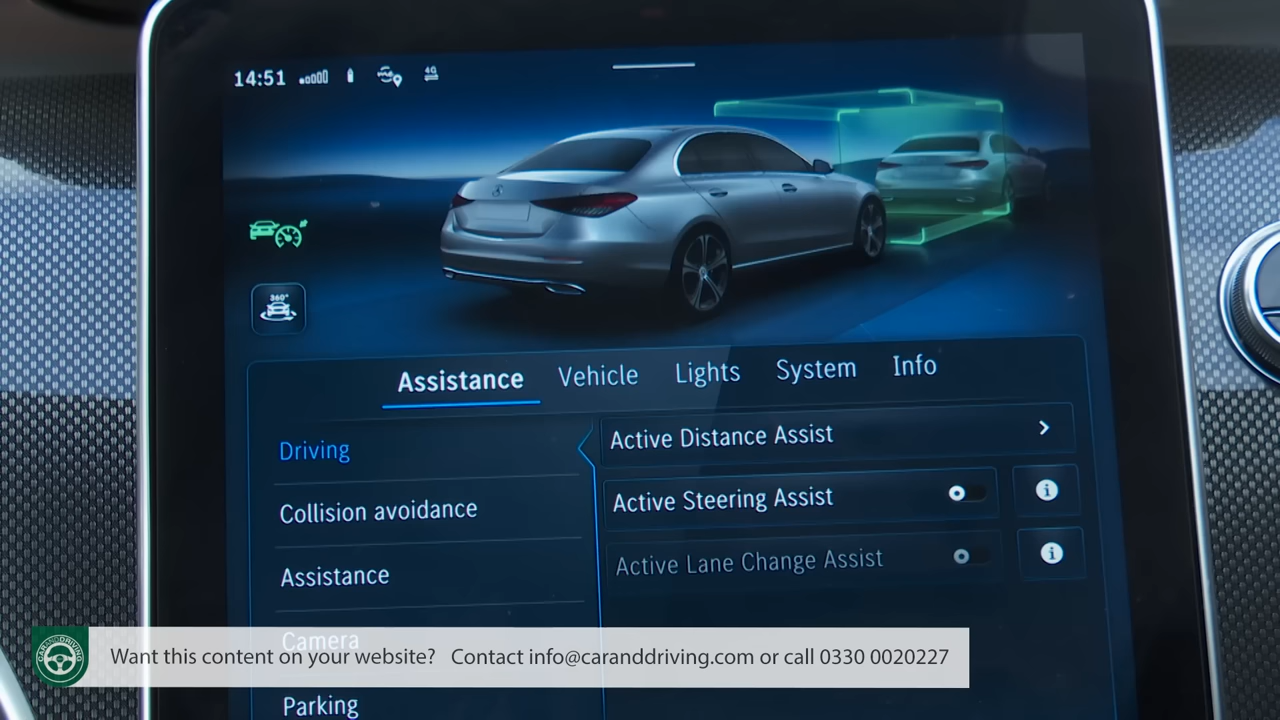 14:51
4G
360°
Assistance Vehicle Lights System Info
Driving
Collision avoidance
Assistance
Camera
Parking
Active Distance Assist
Active Steering Assist
Active Lane Change Assist
CARANDDRIVING
Want this content on your website? Contact info@caranddriving.com or call 0330 0020227